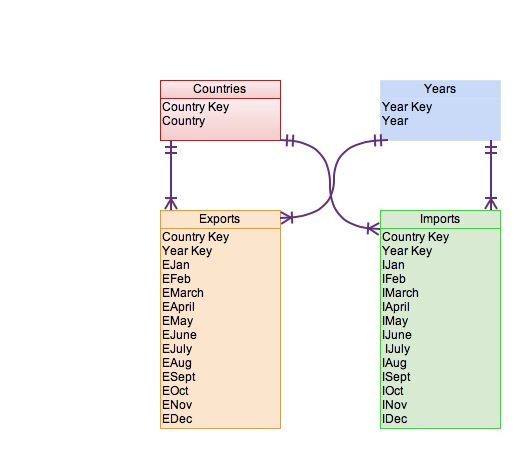 Countries
Country Key
Country
Years
Year Key
Year
Exports
Country Key
Year Key
EJan
EFeb
EMarch
EApril
EMay
EJune
EJuly
EAug
ESept
EOct
ENov
EDec
Imports
Country Key
Year Key
IJan
IFeb
IMarch
IApril
IMay
IJune
IJuly
IAug
ISept
IOct
INov
IDec